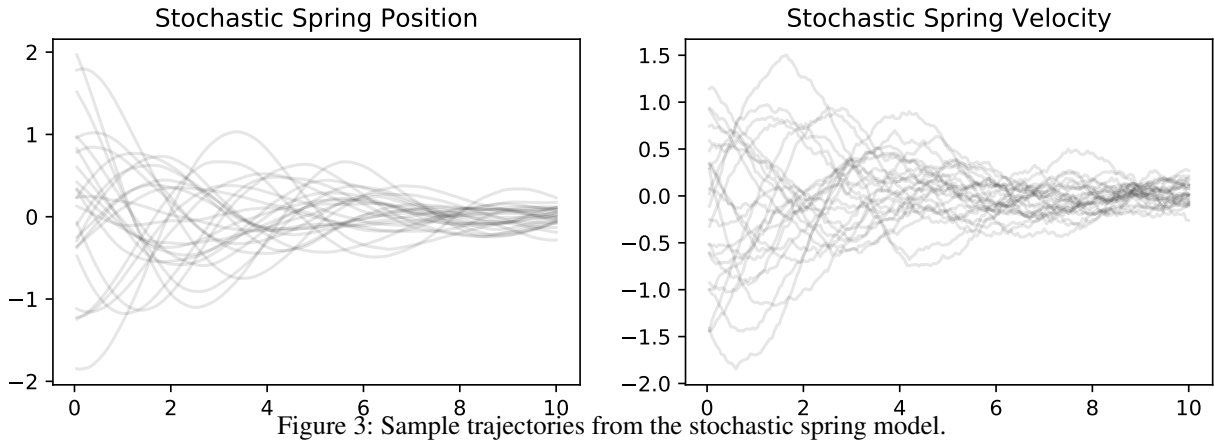 Stochastic Spring Position
2
1
0
−1
−2
0 2 4 6 8 10
Stochastic Spring Velocity
1.5
1.0
0.5
0.0
−0.5
−1.0
−1.5
−2.0
0 2 4 6 8 10
Figure 3: Sample trajectories from the stochastic spring model.